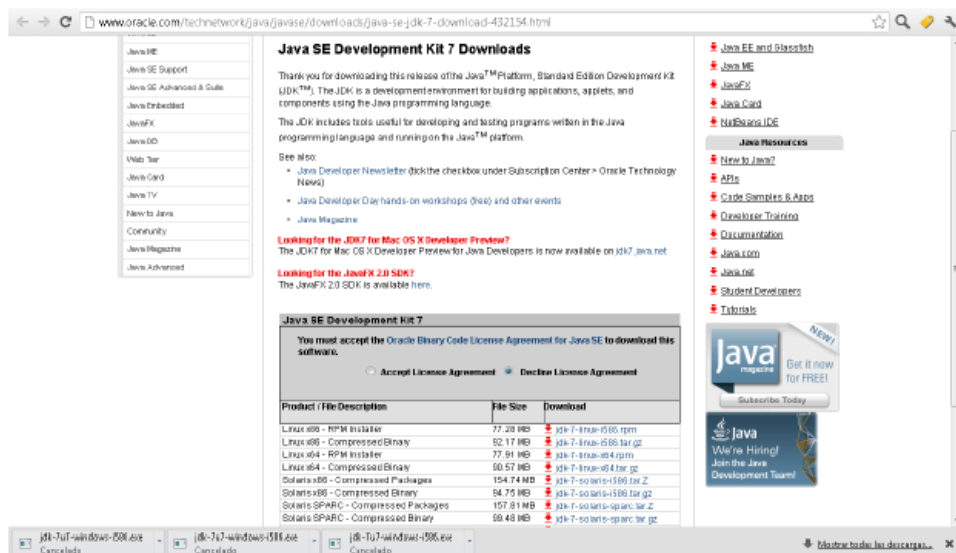 www.oracle.com/technetwork/java/javase/downloads/java-se-jdk-7-download-432154.html
Java ME
Java SE Support
Java SE Advanced & Suite
Java Embedded
JavaFX
Java DB
Web Tier
Java Card
Java TV
New to Java
Community
Java Magazine
Java Advanced
Java SE Development Kit 7 Downloads
Thank you for downloading this release of the Java™ Platform, Standard Edition Development Kit
(JDK™). The JDK is a development environment for building applications, applets, and
components using the Java programming language.
The JDK includes tools useful for developing and testing programs written in the Java
programming language and running on the Java™ platform.
See also:
Java Developer Newsletter (tick the checkbox under Subscription Center > Oracle Technology
News)
Java Developer Day hands-on workshops (free) and other events
Java Magazine
Looking for the JDK7 for Mac OS X Developer Preview?
The JDK7 for Mac OS X Developer Preview for Java Developers is now available on jdk7.java.net
Looking for the JavaFX 2.0 SDK?
The JavaFX 2.0 SDK is available here.
Java SE Development Kit 7
You must accept the Oracle Binary Code License Agreement for Java SE to download this
software.
Accept License Agreement Decline License Agreement
Product / File Description File Size Download
Linux x86 - RPM Installer 77.28 MB jdk-7-linux-i586.rpm
Linux x86 - Compressed Binary 92.17 MB jdk-7-linux-i586.tar.gz
Linux x64 - RPM Installer 77.91 MB jdk-7-linux-x64.rpm
Linux x64 - Compressed Binary 90.57 MB jdk-7-linux-x64.tar.gz
Solaris x86 - Compressed Packages 154.74 MB jdk-7-solaris-i586.tar.Z
Solaris x86 - Compressed Binary 94.75 MB jdk-7-solaris-i586.tar.gz
Solaris SPARC - Compressed Packages 157.81 MB jdk-7-solaris-sparc.tar.Z
Solaris SPARC - Compressed Binary 99.48 MB jdk-7-solaris-sparc.tar.gz
Java EE and Glassfish
Java ME
JavaFX
Java Card
NetBeans IDE
Java Resources
New to Java?
APIs
Code Samples & Apps
Developer Training
Documentation
Java.com
Java.net
Student Developers
Tutorials
NEW!
Java
magazine
Get it now
for FREE!
Subscribe Today
Java
We're Hiring!
Join the Java
Development Team!
jdk-7u7-windows-i586.exe
Cancelado
jdk-7u7-windows-i586.exe
Cancelado
jdk-7u7-windows-i586.exe
Cancelado
Mostrar todas las descargas...